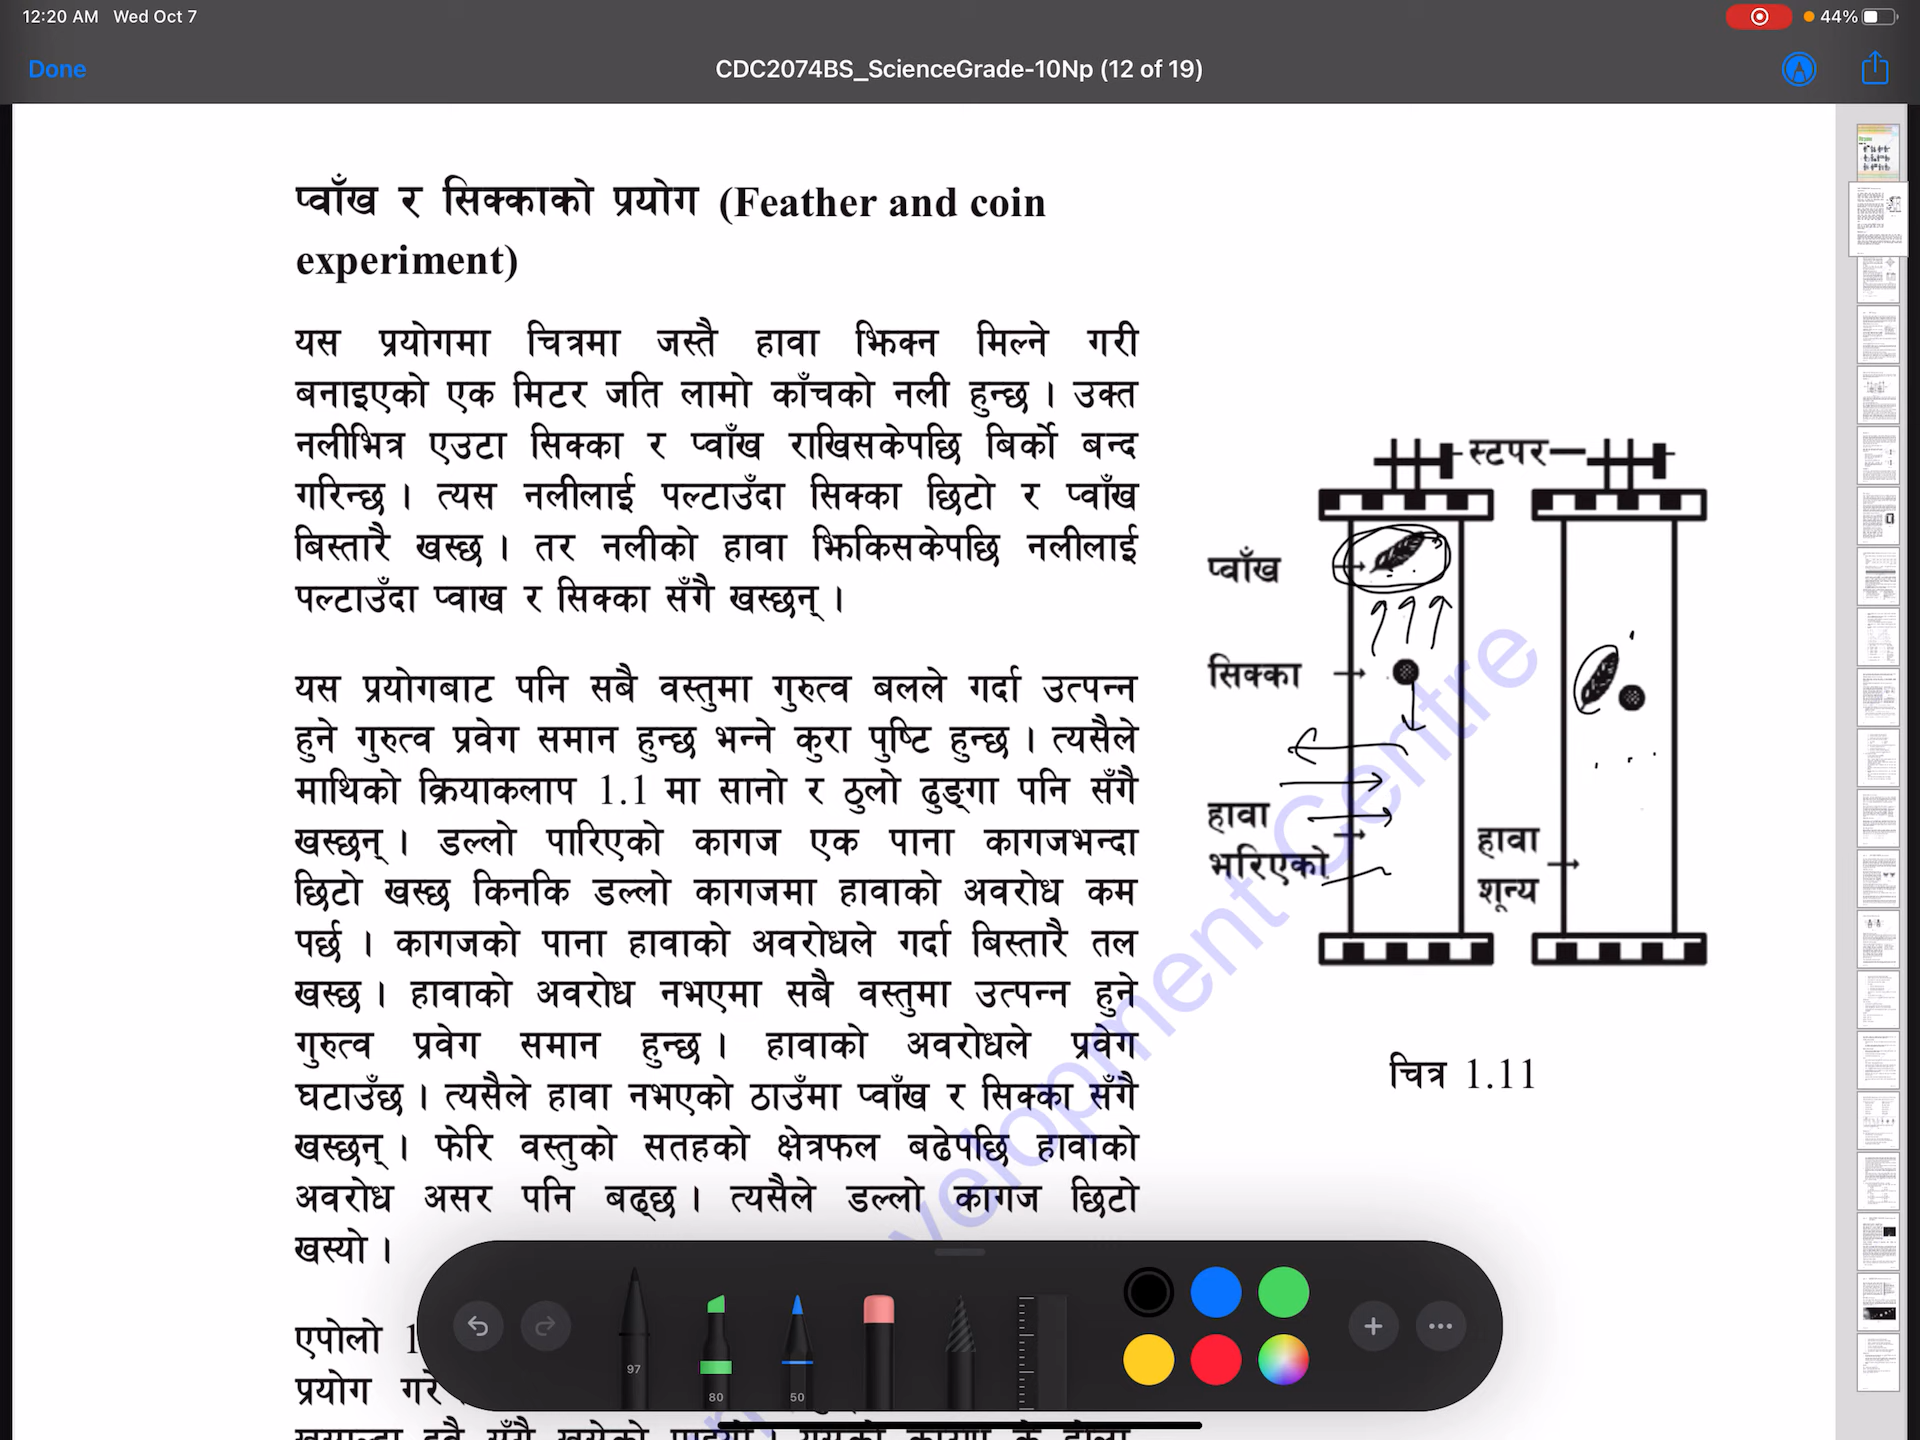 12:20 AM Wed Oct 7
44%
Done
CDC2074BS_ScienceGrade-10Np (12 of 19)
प्वाँख र सिक्काको प्रयोग (Feather and coin
experiment)
यस प्रयोगमा चित्रमा जस्तै हावा झिक्न मिल्ने गरी
बनाइएको एक मिटर जति लामो काँचको नली हुन्छ । उक्त
नलीभित्र एउटा सिक्का र प्वाँख राखिसकेपछि बिर्को बन्द
गरिन्छ । त्यस नलीलाई पल्टाउँदा सिक्का छिटो र प्वाँख
बिस्तारै खस्छ । तर नलीको हावा झिकिसकेपछि नलीलाई
पल्टाउँदा प्वाख र सिक्का सँगै खस्छन् ।
यस प्रयोगबाट पनि सबै वस्तुमा गुरुत्व बलले गर्दा उत्पन्न
हुने गुरुत्व प्रवेग समान हुन्छ भन्ने कुरा पुष्टि हुन्छ । त्यसैले
माथिको क्रियाकलाप 1.1 मा सानो र ठुलो ढुङ्गा पनि सँगै
खस्छन् । डल्लो पारिएको कागज एक पाना कागजभन्दा
छिटो खस्छ किनकि डल्लो कागजमा हावाको अवरोध कम
पर्छ । कागजको पाना हावाको अवरोधले गर्दा बिस्तारै तल
खस्छ । हावाको अवरोध नभएमा सबै वस्तुमा उत्पन्न हुने
गुरुत्व प्रवेग समान हुन्छ । हावाको अवरोधले प्रवेग
घटाउँछ । त्यसैले हावा नभएको ठाउँमा प्वाँख र सिक्का सँगै
खस्छन् । फेरि वस्तुको सतहको क्षेत्रफल बढेपछि हावाको
अवरोध असर पनि बढ्छ । त्यसैले डल्लो कागज छिटो
खस्यो ।
एपोलो 1
प्रयोग गरे
स्टपर
प्वाँख
सिक्का
हावा
भरिएको
हावा
शून्य
चित्र 1.11
velopment Centre
97
80
50